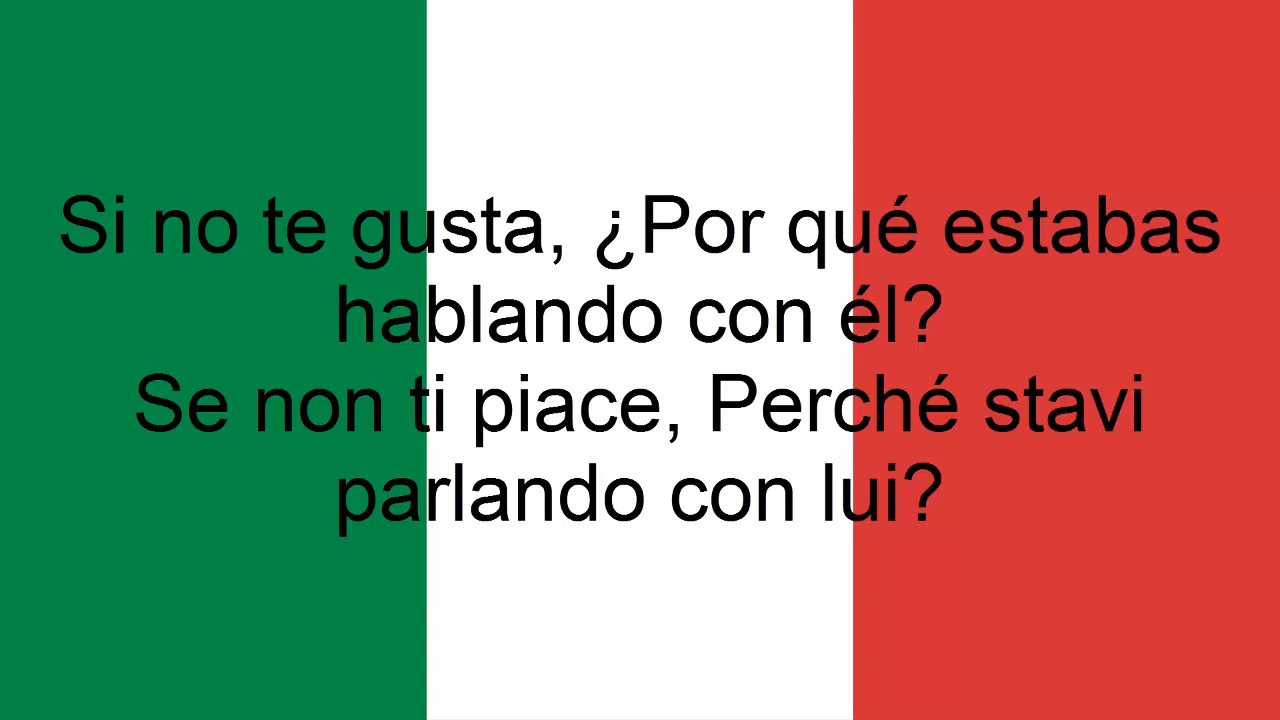 Si no te gusta, ¿Por qué estabas
hablando con él?
Se non ti piace, Perché stavi
parlando con lui?